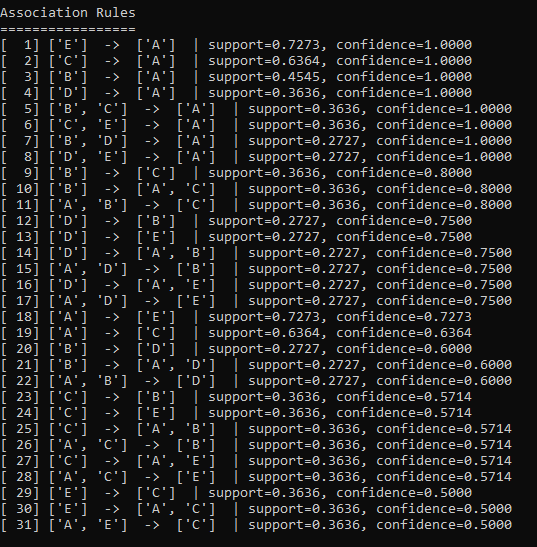 Association Rules
=================
[  1] ['E']  ->  ['A']  | support=0.7273, confidence=1.0000
[  2] ['C']  ->  ['A']  | support=0.6364, confidence=1.0000
[  3] ['B']  ->  ['A']  | support=0.4545, confidence=1.0000
[  4] ['D']  ->  ['A']  | support=0.3636, confidence=1.0000
[  5] ['B', 'C']  ->  ['A']  | support=0.3636, confidence=1.0000
[  6] ['C', 'E']  ->  ['A']  | support=0.3636, confidence=1.0000
[  7] ['B', 'D']  ->  ['A']  | support=0.2727, confidence=1.0000
[  8] ['D', 'E']  ->  ['A']  | support=0.2727, confidence=1.0000
[  9] ['B']  ->  ['C']  | support=0.3636, confidence=0.8000
[ 10] ['B']  ->  ['A', 'C']  | support=0.3636, confidence=0.8000
[ 11] ['A', 'B']  ->  ['C']  | support=0.3636, confidence=0.8000
[ 12] ['D']  ->  ['B']  | support=0.2727, confidence=0.7500
[ 13] ['D']  ->  ['E']  | support=0.2727, confidence=0.7500
[ 14] ['D']  ->  ['A', 'B']  | support=0.2727, confidence=0.7500
[ 15] ['A', 'D']  ->  ['B']  | support=0.2727, confidence=0.7500
[ 16] ['D']  ->  ['A', 'E']  | support=0.2727, confidence=0.7500
[ 17] ['A', 'D']  ->  ['E']  | support=0.2727, confidence=0.7500
[ 18] ['A']  ->  ['E']  | support=0.7273, confidence=0.7273
[ 19] ['A']  ->  ['C']  | support=0.6364, confidence=0.6364
[ 20] ['B']  ->  ['D']  | support=0.2727, confidence=0.6000
[ 21] ['B']  ->  ['A', 'D']  | support=0.2727, confidence=0.6000
[ 22] ['A', 'B']  ->  ['D']  | support=0.2727, confidence=0.6000
[ 23] ['C']  ->  ['B']  | support=0.3636, confidence=0.5714
[ 24] ['C']  ->  ['E']  | support=0.3636, confidence=0.5714
[ 25] ['C']  ->  ['A', 'B']  | support=0.3636, confidence=0.5714
[ 26] ['A', 'C']  ->  ['B']  | support=0.3636, confidence=0.5714
[ 27] ['C']  ->  ['A', 'E']  | support=0.3636, confidence=0.5714
[ 28] ['A', 'C']  ->  ['E']  | support=0.3636, confidence=0.5714
[ 29] ['E']  ->  ['C']  | support=0.3636, confidence=0.5000
[ 30] ['E']  ->  ['A', 'C']  | support=0.3636, confidence=0.5000
[ 31] ['A', 'E']  ->  ['C']  | support=0.3636, confidence=0.5000